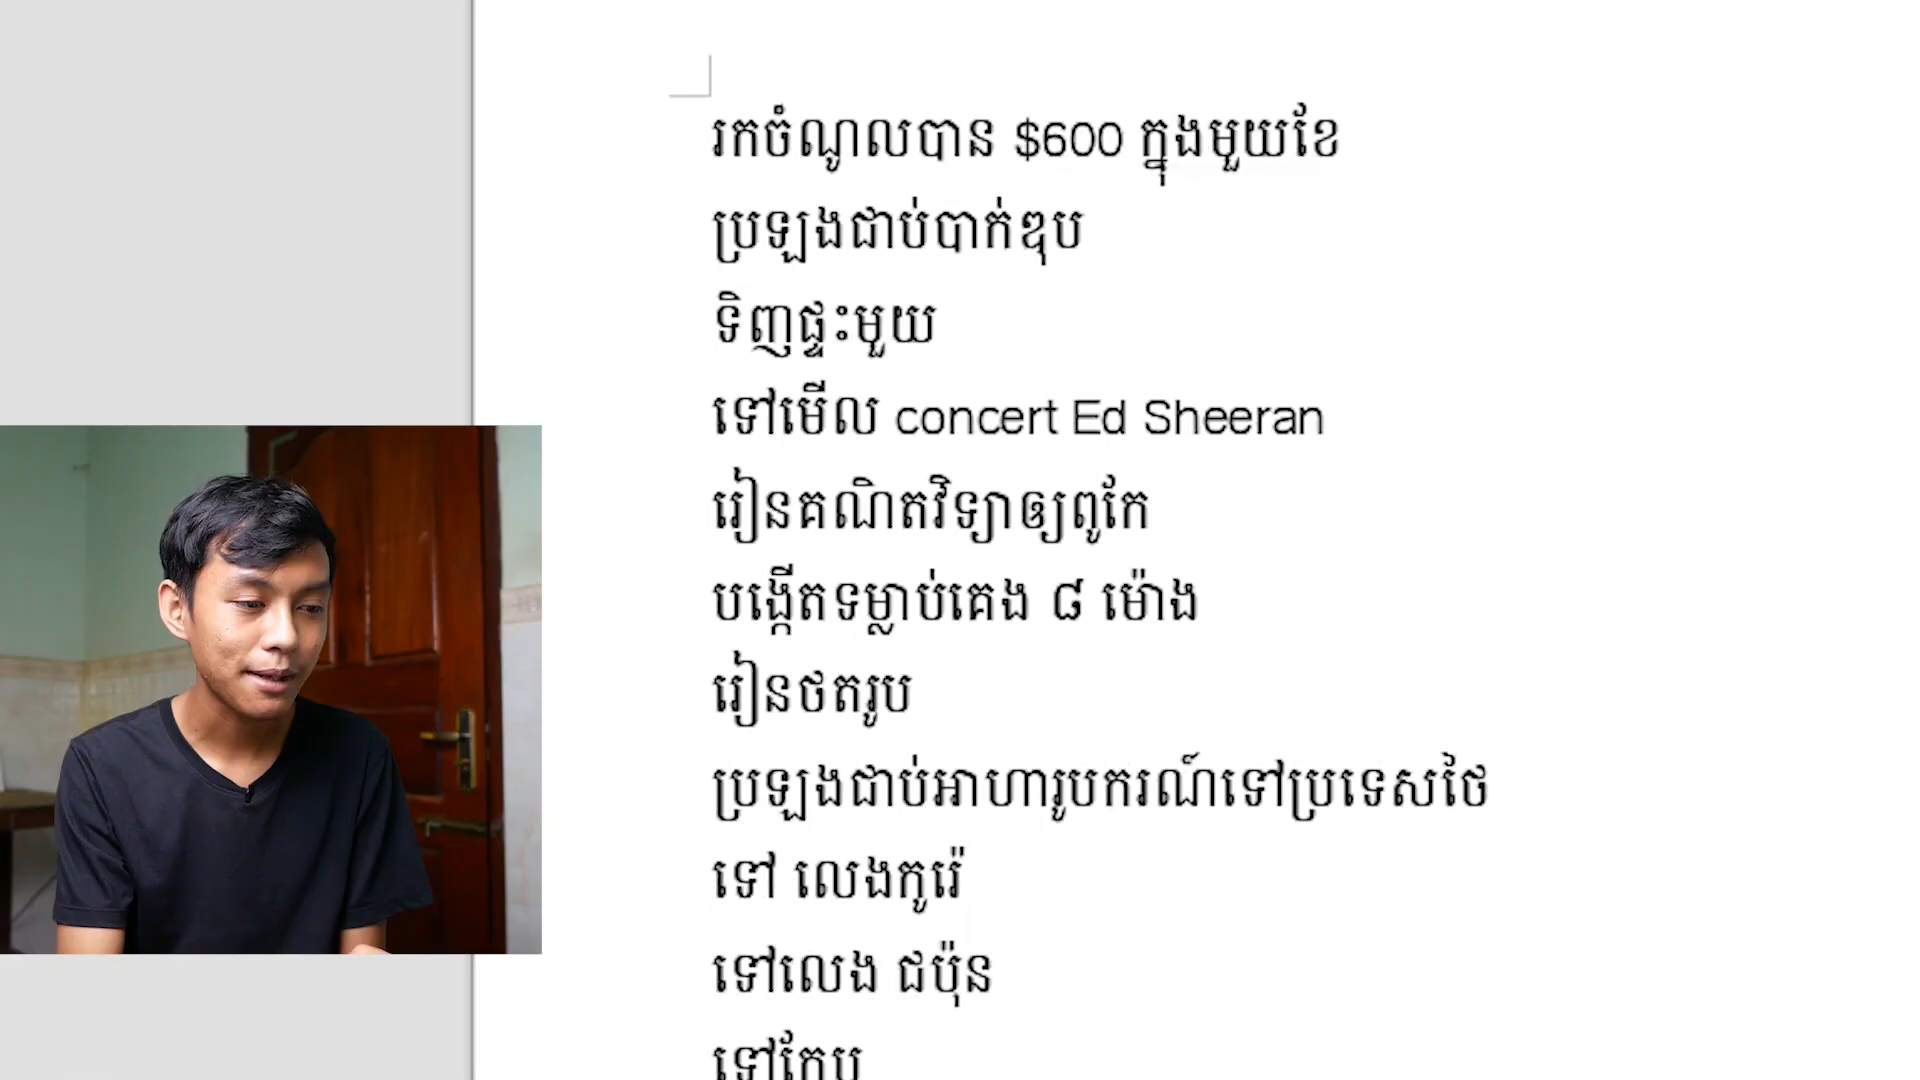 រកចំណូលបាន $600 ក្នុងមួយខែ
ប្រឡងជាប់បាក់ឌុប
ទិញផ្ទះមួយ
ទៅមើល concert Ed Sheeran
រៀនគណិតវិទ្យាឲ្យពូកែ
បង្កើតទម្លាប់គេង ៨ ម៉ោង
រៀនថតរូប
ប្រឡងជាប់អាហារូបករណ៍ទៅប្រទេសថៃ
ទៅ លេងកូរ៉េ
ទៅលេង ជប៉ុន
ទៅកែប